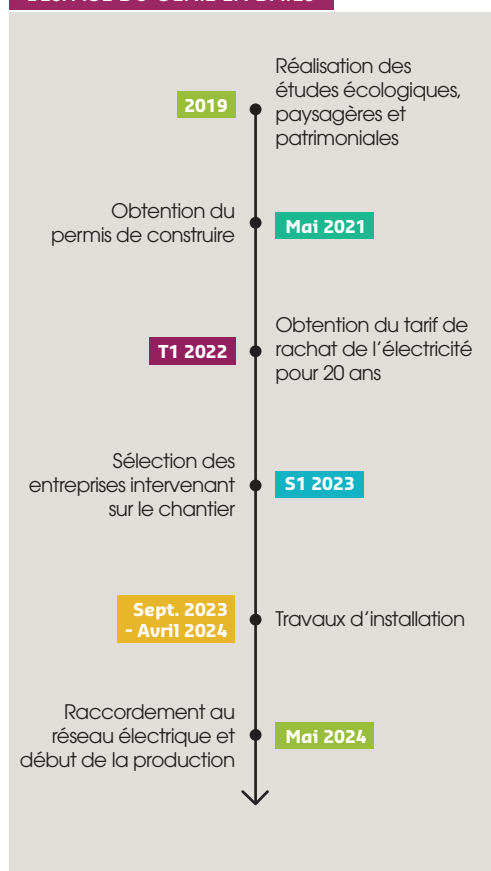 2019
Réalisation des
études écologiques,
paysagères et
patrimoniales
Obtention du
permis de construire
Mai 2021
T1 2022
Obtention du tarif de
rachat de l’électricité
pour 20 ans
Sélection des
entreprises intervenant
sur le chantier
S1 2023
Sept. 2023
- Avril 2024
Travaux d’installation
Raccordement au
réseau électrique et
début de la production
Mai 2024